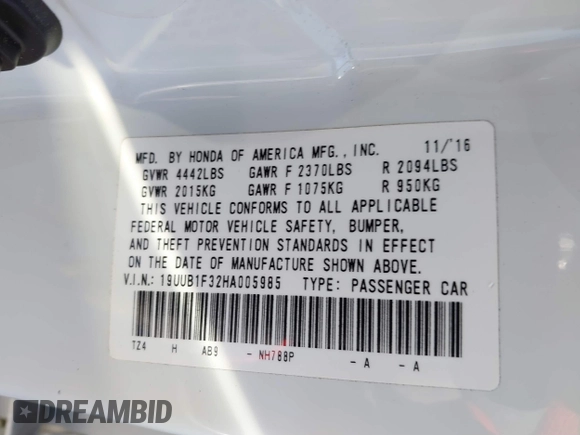 MFD. BY HONDA OF AMERICA MFG., INC. 11/'16
GVWR 4442LBS GAWR F 2370LBS R 2094LBS
GVWR 2015KG GAWR F 1075KG R 950KG
THIS VEHICLE CONFORMS TO ALL APPLICABLE
FEDERAL MOTOR VEHICLE SAFETY, BUMPER,
AND THEFT PREVENTION STANDARDS IN EFFECT
ON THE DATE OF MANUFACTURE SHOWN ABOVE.
V.I.N.: 19UUB1F32HA005985 TYPE: PASSENGER CAR
TZ4 H AB9 - NH788P - A - A
DREAMBID